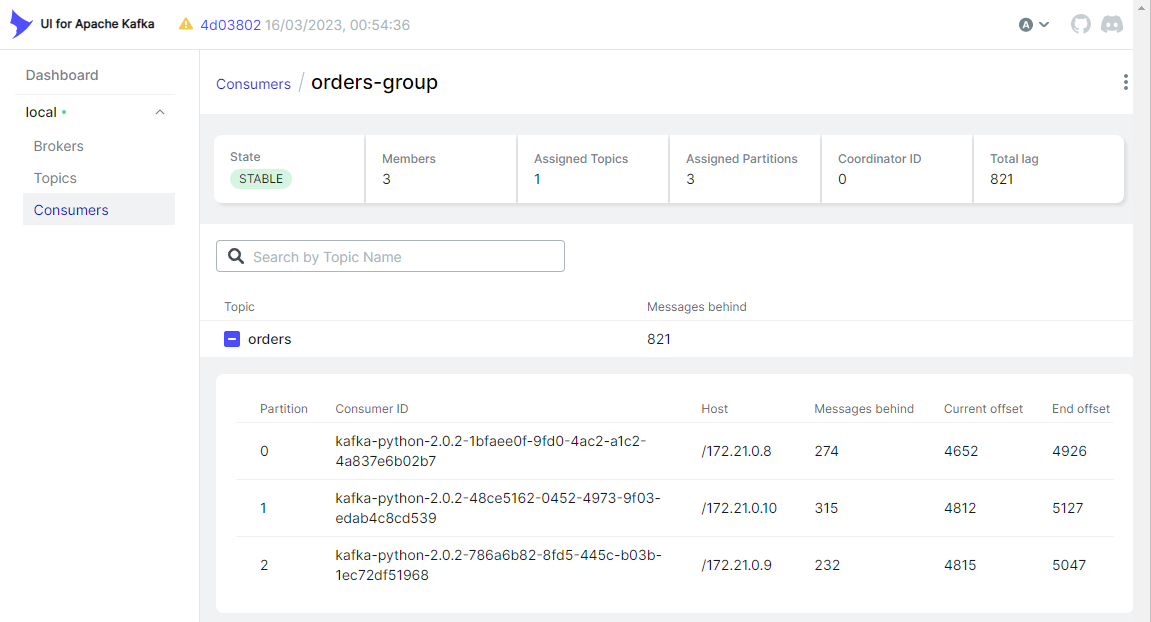 UI for Apache Kafka 4d03802 16/03/2023, 00:54:36 A
Dashboard
local
Brokers
Topics
Consumers
Consumers / orders-group
State Members Assigned Topics Assigned Partitions Coordinator ID Total lag
STABLE 3 1 3 0 821
Search by Topic Name
Topic Messages behind
orders 821
Partition Consumer ID Host Messages behind Current offset End offset
0 kafka-python-2.0.2-1bfaee0f-9fd0-4ac2-a1c2- /172.21.0.8 274 4652 4926
4a837e6b02b7
1 kafka-python-2.0.2-48ce5162-0452-4973-9f03- /172.21.0.10 315 4812 5127
edab4c8cd539
2 kafka-python-2.0.2-786a6b82-8fd5-445c-b03b- /172.21.0.9 232 4815 5047
1ec72df51968